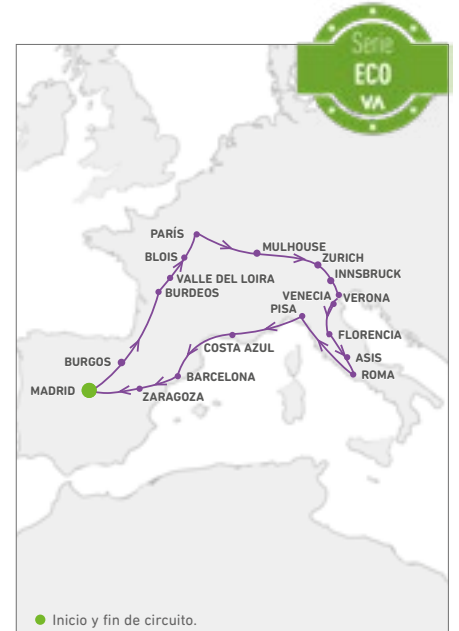 Serie
ECO
VA
PARÍS
MULHOUSE
BLOIS
ZURICH
INNSBRUCK
VALLE DEL LOIRA
BURDEOS
VENECIA
VERONA
PISA
FLORENCIA
COSTA AZUL
ASIS
BURGOS
ROMA
BARCELONA
MADRID
ZARAGOZA
Inicio y fin de circuito.